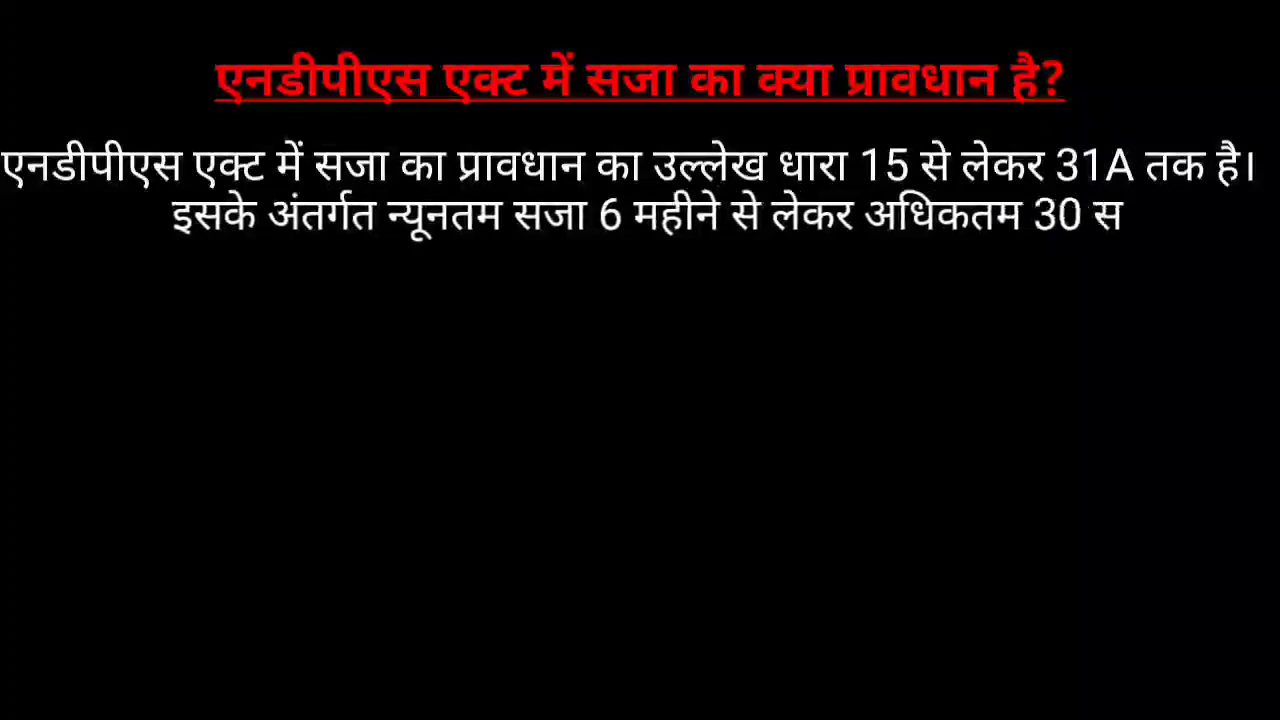 एनडीपीएस एक्ट में सजा का क्या प्रावधान है?
एनडीपीएस एक्ट में सजा का प्रावधान का उल्लेख धारा 15 से लेकर 31A तक है।
इसके अंतर्गत न्यूनतम सजा 6 महीने से लेकर अधिकतम 30 स